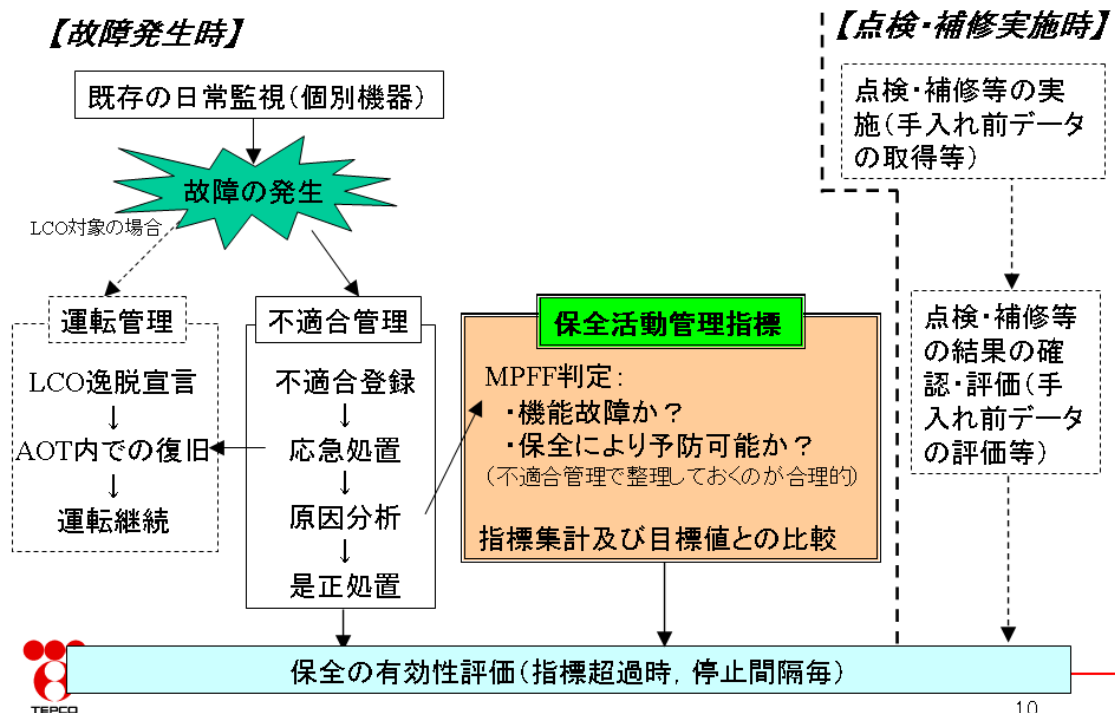 【故障発生時】
【点検・補修実施時】
既存の日常監視(個別機器)
故障の発生
LCO対象の場合
運転管理
LCO逸脱宣言
↓
AOT内での復旧
↓
運転継続
不適合管理
不適合登録
↓
応急処置
↓
原因分析
↓
是正処置
保全活動管理指標
MPFF判定:
・機能故障か?
・保全により予防可能か?
(不適合管理で整理しておくのが合理的)
指標集計及び目標値との比較
点検・補修等の実
施(手入れ前データ
の取得等)
点検・補修等
の結果の確
認・評価(手
入れ前データ
の評価等)
保全の有効性評価(指標超過時, 停止間隔毎)
TEPCO
10